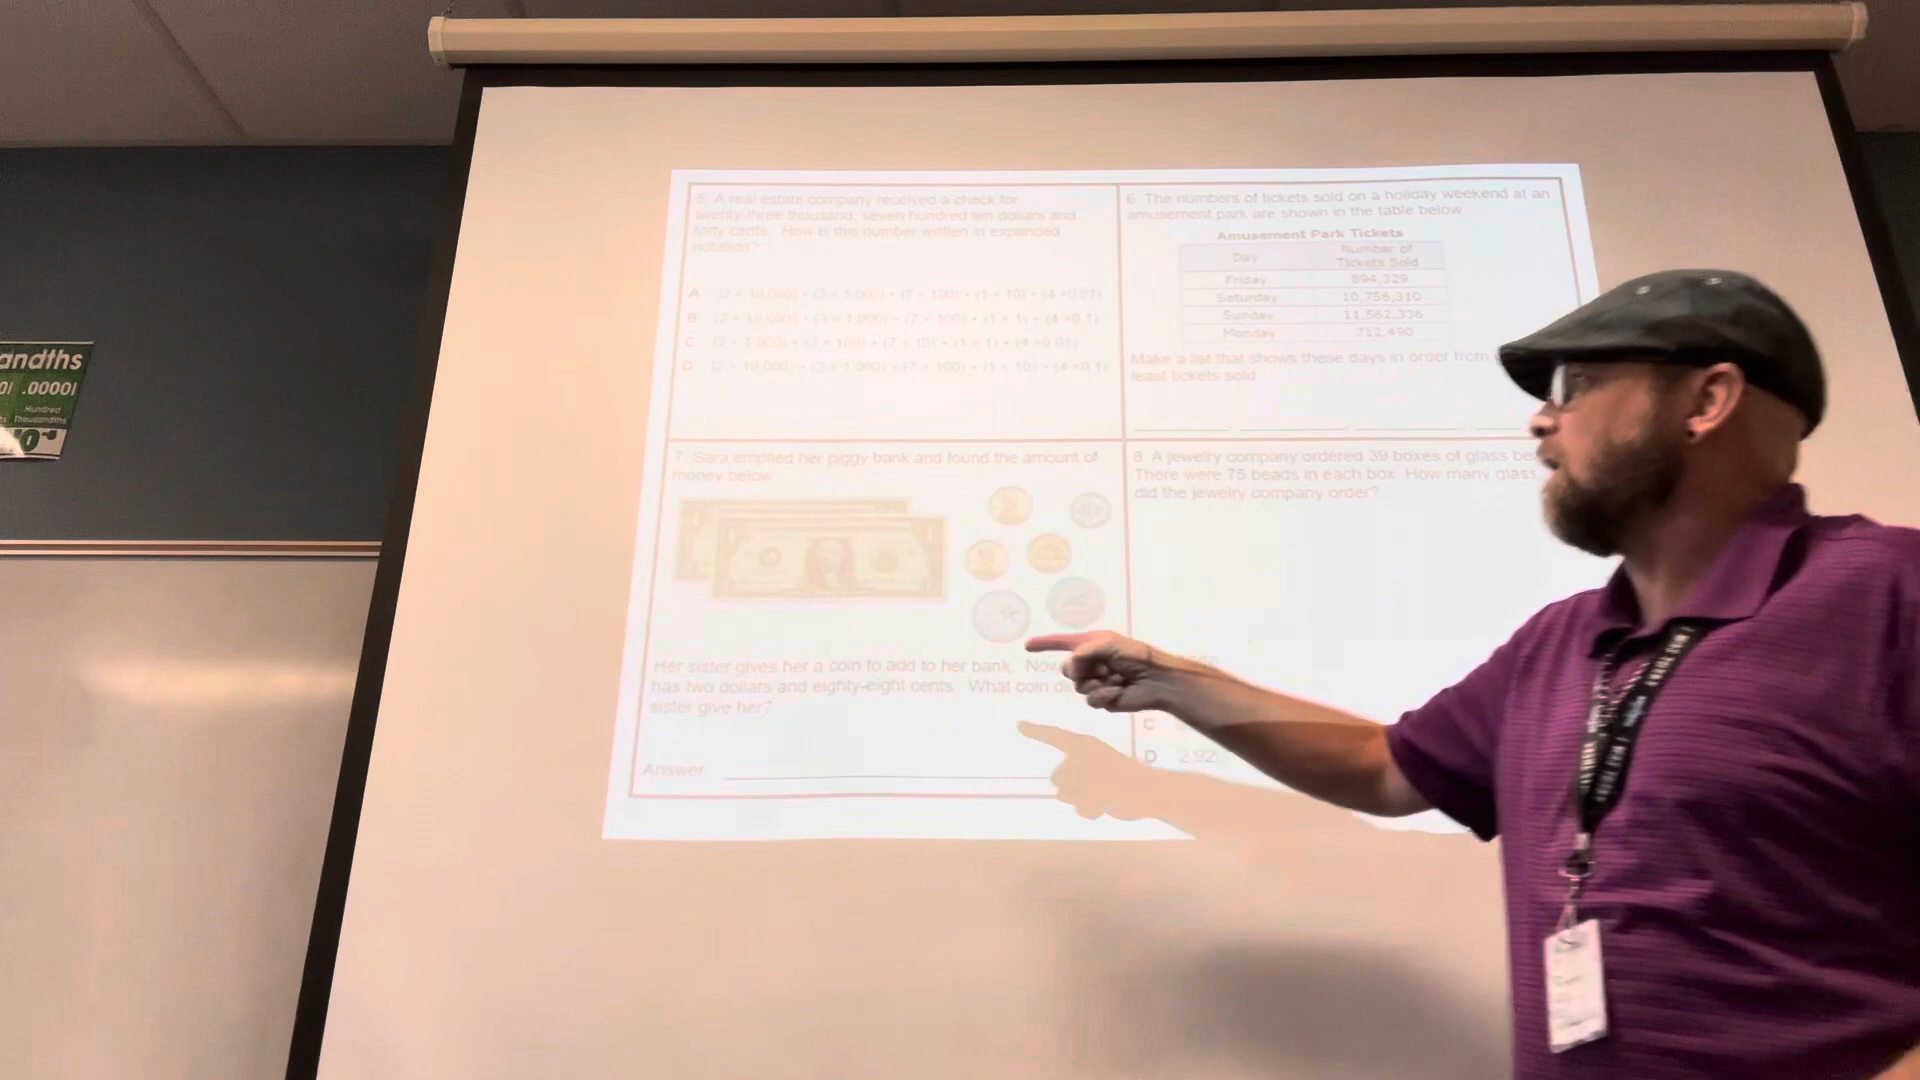 andths
01 .00001
Hundred
Thousandths
5. A real estate company received a check for
twenty-three thousand, seven hundred ten dollars and
forty cents. How is this number written in expanded
notation?
A (2 × 10,000) + (3 × 1,000) + (7 × 100) + (1 × 10) + (4 ×0.01)
B (2 × 10,000) + (3 × 1,000) + (7 × 100) + (1 × 1) + (4 ×0.1)
C (2 × 1,000) + (3 × 100) + (7 × 10) + (1 × 1) + (4 ×0.01)
D (2 × 10,000) + (3 × 1,000) + (7 × 100) + (1 × 10) + (4 ×0.1)
6. The numbers of tickets sold on a holiday weekend at an
amusement park are shown in the table below.
Amusement Park Tickets
Day Number of Tickets Sold
Friday 894,329
Saturday 10,756,310
Sunday 11,562,336
Monday 712,490
Make a list that shows these days in order from
least tickets sold.
7. Sara emptied her piggy bank and found the amount of
money below.
Her sister gives her a coin to add to her bank. Now
has two dollars and eighty-eight cents. What coin di
sister give her?
Answer:
8. A jewelry company ordered 39 boxes of glass be
There were 75 beads in each box. How many glass
did the jewelry company order?
C
D 2,92